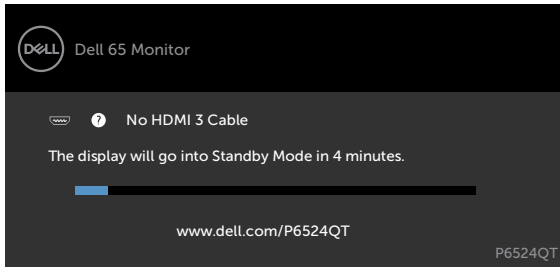 DELL Dell 65 Monitor
? No HDMI 3 Cable
The display will go into Standby Mode in 4 minutes.
www.dell.com/P6524QT
P6524QT